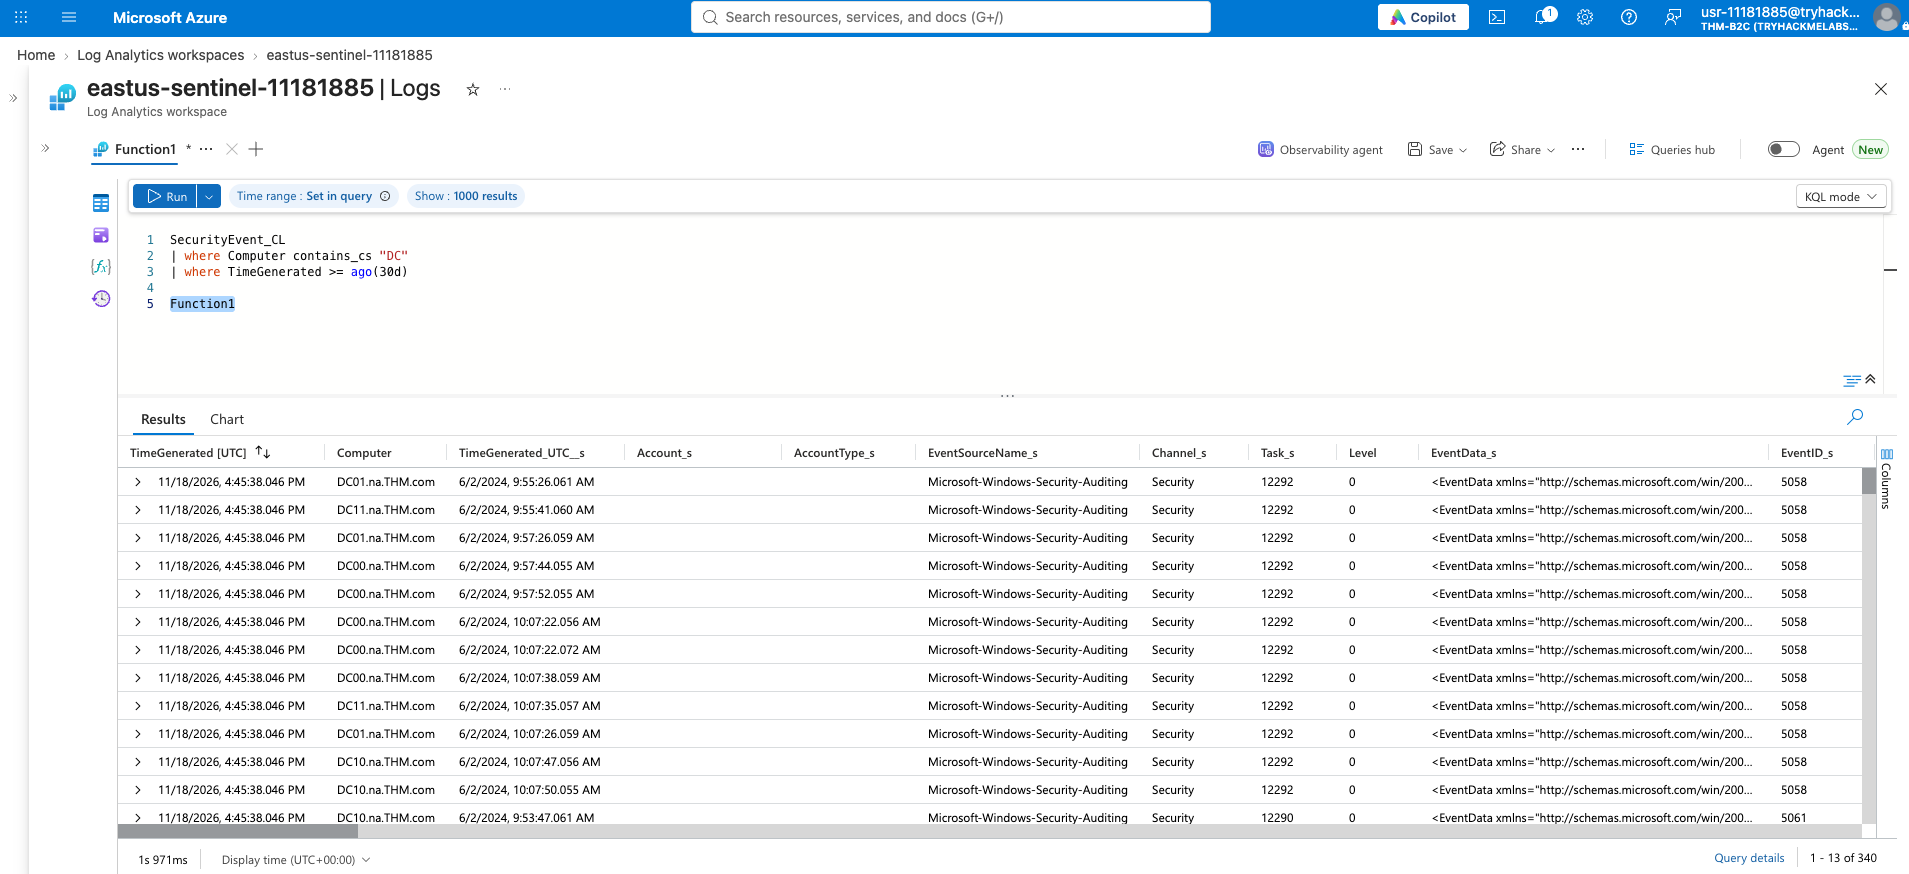 Microsoft Azure
Search resources, services, and docs (G+/)
Copilot
1
usr-11181885@tryhack...
THM-B2C (TRYHACKMELABS...
Home > Log Analytics workspaces > eastus-sentinel-11181885
eastus-sentinel-11181885 | Logs
Log Analytics workspace
Function1 *
Observability agent
Save
Share
Queries hub
Agent
New
Run
Time range : Set in query
Show : 1000 results
KQL mode
1 SecurityEvent_CL
2 | where Computer contains_cs "DC"
3 | where TimeGenerated >= ago(30d)
4
5 Function1
Results Chart
TimeGenerated [UTC] Computer TimeGenerated_UTC__s Account_s AccountType_s EventSourceName_s Channel_s Task_s Level EventData_s EventID_s
Columns
11/18/2026, 4:45:38.046 PM DC01.na.THM.com 6/2/2024, 9:55:26.061 AM Microsoft-Windows-Security-Auditing Security 12292 0 <EventData xmlns="http://schemas.microsoft.com/win/200... 5058
11/18/2026, 4:45:38.046 PM DC11.na.THM.com 6/2/2024, 9:55:41.060 AM Microsoft-Windows-Security-Auditing Security 12292 0 <EventData xmlns="http://schemas.microsoft.com/win/200... 5058
11/18/2026, 4:45:38.046 PM DC01.na.THM.com 6/2/2024, 9:57:26.059 AM Microsoft-Windows-Security-Auditing Security 12292 0 <EventData xmlns="http://schemas.microsoft.com/win/200... 5058
11/18/2026, 4:45:38.046 PM DC00.na.THM.com 6/2/2024, 9:57:44.055 AM Microsoft-Windows-Security-Auditing Security 12292 0 <EventData xmlns="http://schemas.microsoft.com/win/200... 5058
11/18/2026, 4:45:38.046 PM DC00.na.THM.com 6/2/2024, 9:57:52.055 AM Microsoft-Windows-Security-Auditing Security 12292 0 <EventData xmlns="http://schemas.microsoft.com/win/200... 5058
11/18/2026, 4:45:38.046 PM DC00.na.THM.com 6/2/2024, 10:07:22.056 AM Microsoft-Windows-Security-Auditing Security 12292 0 <EventData xmlns="http://schemas.microsoft.com/win/200... 5058
11/18/2026, 4:45:38.046 PM DC00.na.THM.com 6/2/2024, 10:07:22.072 AM Microsoft-Windows-Security-Auditing Security 12292 0 <EventData xmlns="http://schemas.microsoft.com/win/200... 5058
11/18/2026, 4:45:38.046 PM DC00.na.THM.com 6/2/2024, 10:07:38.059 AM Microsoft-Windows-Security-Auditing Security 12292 0 <EventData xmlns="http://schemas.microsoft.com/win/200... 5058
11/18/2026, 4:45:38.046 PM DC11.na.THM.com 6/2/2024, 10:07:35.057 AM Microsoft-Windows-Security-Auditing Security 12292 0 <EventData xmlns="http://schemas.microsoft.com/win/200... 5058
11/18/2026, 4:45:38.046 PM DC01.na.THM.com 6/2/2024, 10:07:26.059 AM Microsoft-Windows-Security-Auditing Security 12292 0 <EventData xmlns="http://schemas.microsoft.com/win/200... 5058
11/18/2026, 4:45:38.046 PM DC10.na.THM.com 6/2/2024, 10:07:47.056 AM Microsoft-Windows-Security-Auditing Security 12292 0 <EventData xmlns="http://schemas.microsoft.com/win/200... 5058
11/18/2026, 4:45:38.046 PM DC10.na.THM.com 6/2/2024, 10:07:50.055 AM Microsoft-Windows-Security-Auditing Security 12292 0 <EventData xmlns="http://schemas.microsoft.com/win/200... 5058
11/18/2026, 4:45:38.046 PM DC10.na.THM.com 6/2/2024, 9:53:47.061 AM Microsoft-Windows-Security-Auditing Security 12290 0 <EventData xmlns="http://schemas.microsoft.com/win/200... 5061
1s 971ms
Display time (UTC+00:00)
Query details
1 - 13 of 340